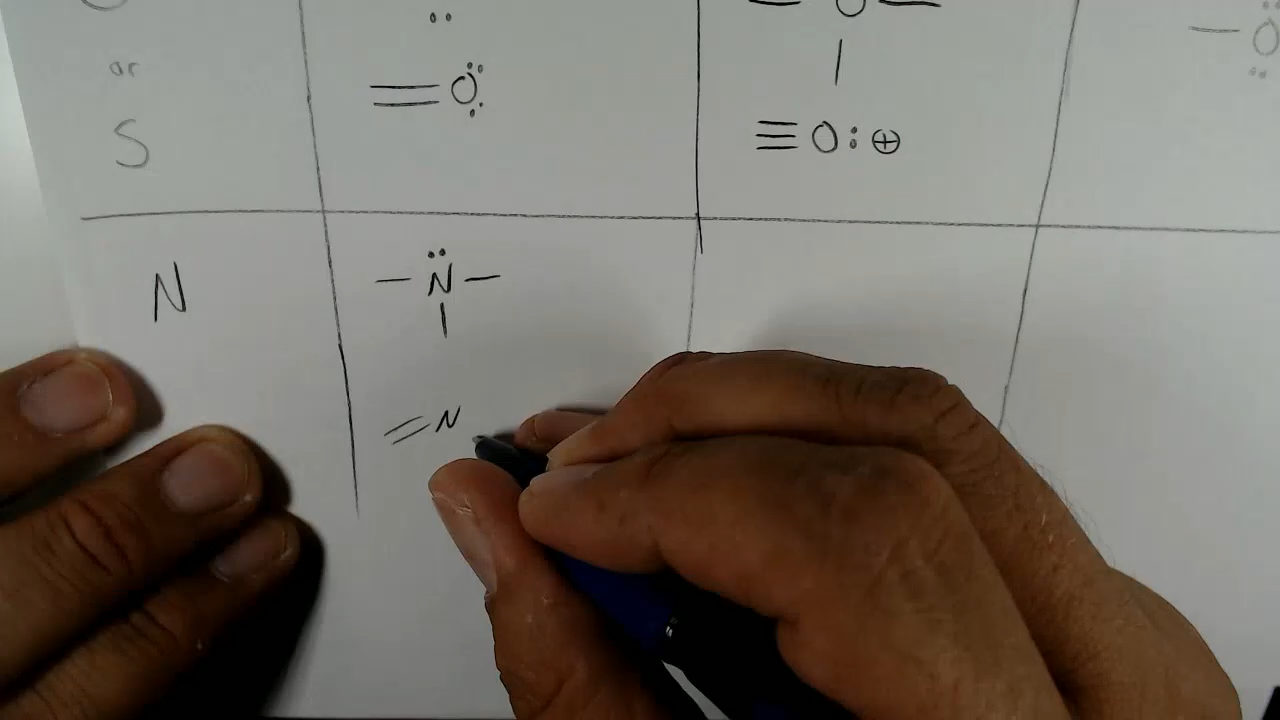 or
S
=O
O
≡O:⊕
-O
N
-N-
=N